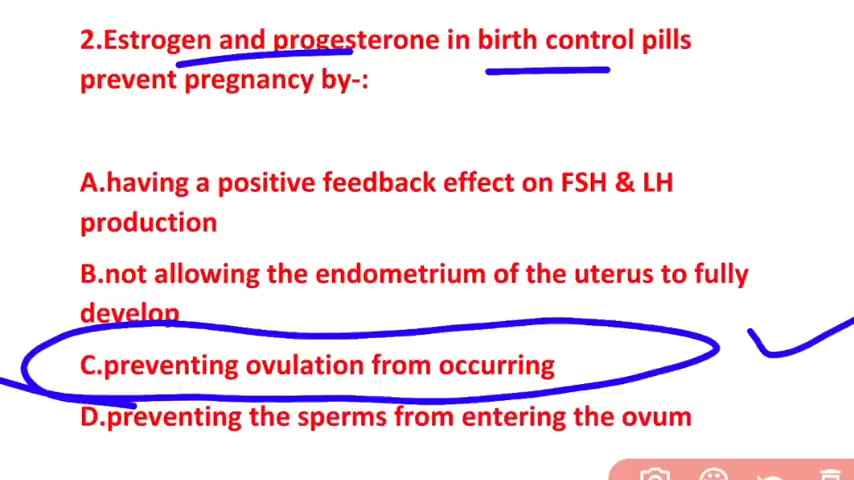 2.Estrogen and progesterone in birth control pills
prevent pregnancy by-:
A.having a positive feedback effect on FSH & LH
production
B.not allowing the endometrium of the uterus to fully
develop
C.preventing ovulation from occurring
D.preventing the sperms from entering the ovum